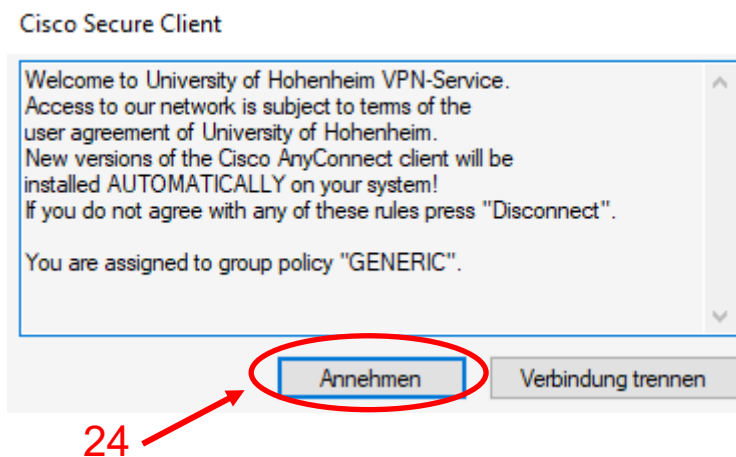 Cisco Secure Client
Welcome to University of Hohenheim VPN-Service.
Access to our network is subject to terms of the
user agreement of University of Hohenheim.
New versions of the Cisco AnyConnect client will be
installed AUTOMATICALLY on your system!
If you do not agree with any of these rules press "Disconnect".
You are assigned to group policy "GENERIC".
Annehmen
Verbindung trennen
24